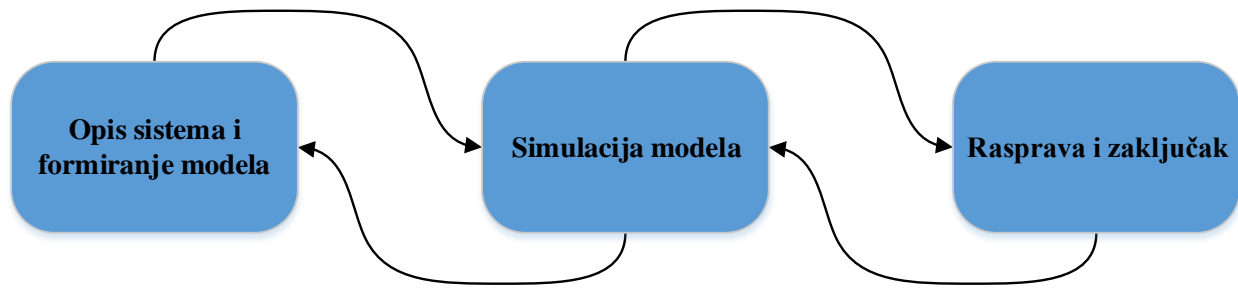 Opis sistema i
formiranje modela
Simulacija modela
Rasprava i zaključak